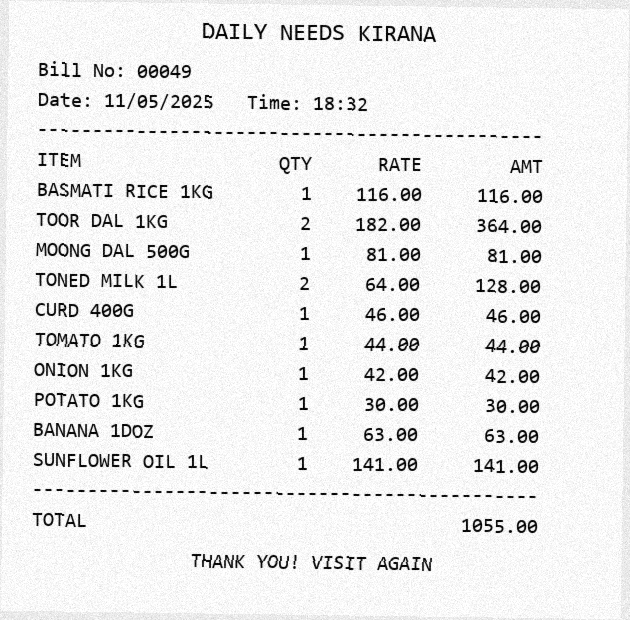 DAILY NEEDS KIRANA
Bill No: 00049
Date: 11/05/2025 Time: 18:32
----------------------------------------------
ITEM QTY RATE AMT
BASMATI RICE 1KG 1 116.00 116.00
TOOR DAL 1KG 2 182.00 364.00
MOONG DAL 500G 1 81.00 81.00
TONED MILK 1L 2 64.00 128.00
CURD 400G 1 46.00 46.00
TOMATO 1KG 1 44.00 44.00
ONION 1KG 1 42.00 42.00
POTATO 1KG 1 30.00 30.00
BANANA 1DOZ 1 63.00 63.00
SUNFLOWER OIL 1L 1 141.00 141.00
----------------------------------------------
TOTAL 1055.00
THANK YOU! VISIT AGAIN